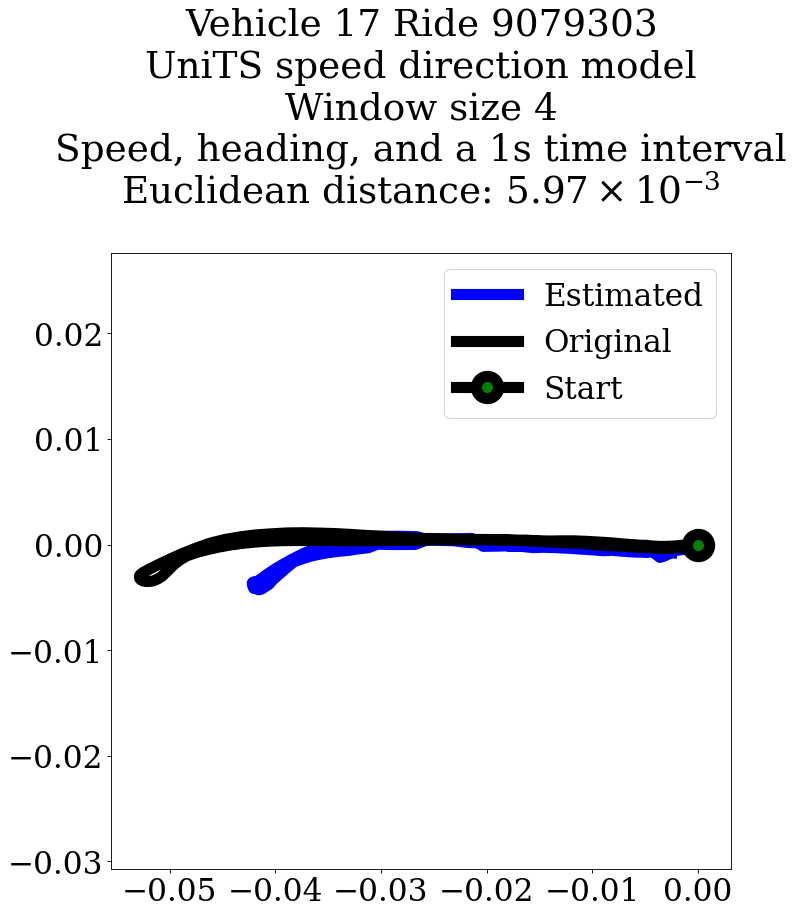 Vehicle 17 Ride 9079303
UniTS speed direction model
Window size 4
Speed, heading, and a 1s time interval
Euclidean distance: 5.97 × 10⁻³
Estimated
Original
Start
0.02
0.01
0.00
−0.01
−0.02
−0.03
−0.05 −0.04 −0.03 −0.02 −0.01 0.00